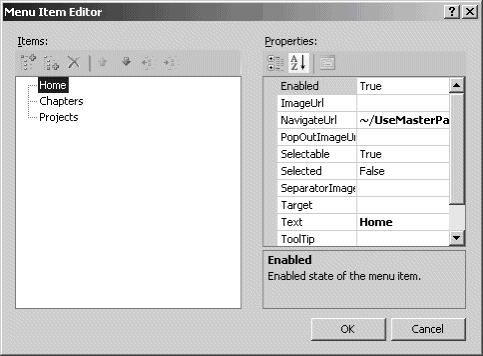 Menu Item Editor
Items:
Properties:
Home
Chapters
Projects
Enabled True
ImageUrl
NavigateUrl ~/UseMasterPa
PopOutImageUr
Selectable True
Selected False
SeparatorImage
Target
Text Home
ToolTip
Enabled
Enabled state of the menu item.
OK Cancel